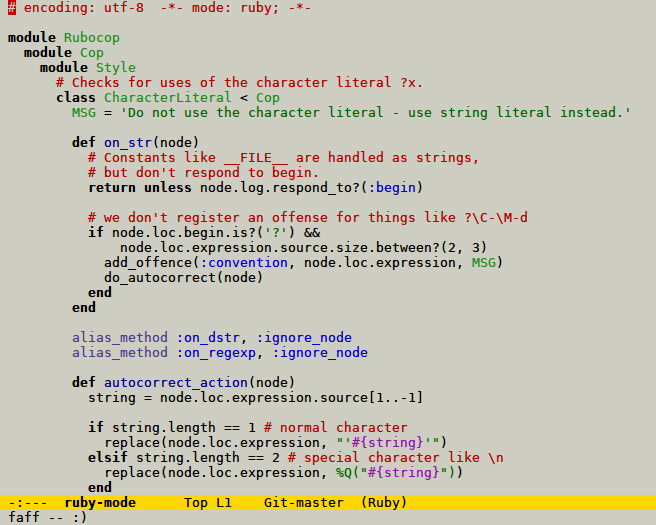 # encoding: utf-8  -*- mode: ruby; -*-

module Rubocop
  module Cop
    module Style
      # Checks for uses of the character literal ?x.
      class CharacterLiteral < Cop
        MSG = 'Do not use the character literal - use string literal instead.'

        def on_str(node)
          # Constants like __FILE__ are handled as strings,
          # but don't respond to begin.
          return unless node.log.respond_to?(:begin)

          # we don't register an offense for things like ?\C-\M-d
          if node.loc.begin.is?('?') &&
              node.loc.expression.source.size.between?(2, 3)
            add_offence(:convention, node.loc.expression, MSG)
            do_autocorrect(node)
          end
        end

        alias_method :on_dstr, :ignore_node
        alias_method :on_regexp, :ignore_node

        def autocorrect_action(node)
          string = node.loc.expression.source[1..-1]

          if string.length == 1 # normal character
            replace(node.loc.expression, "'#{string}'")
          elsif string.length == 2 # special character like \n
            replace(node.loc.expression, %Q("#{string}"))
          end
-:---  ruby-mode      Top L1    Git-master  (Ruby)
faff -- :)